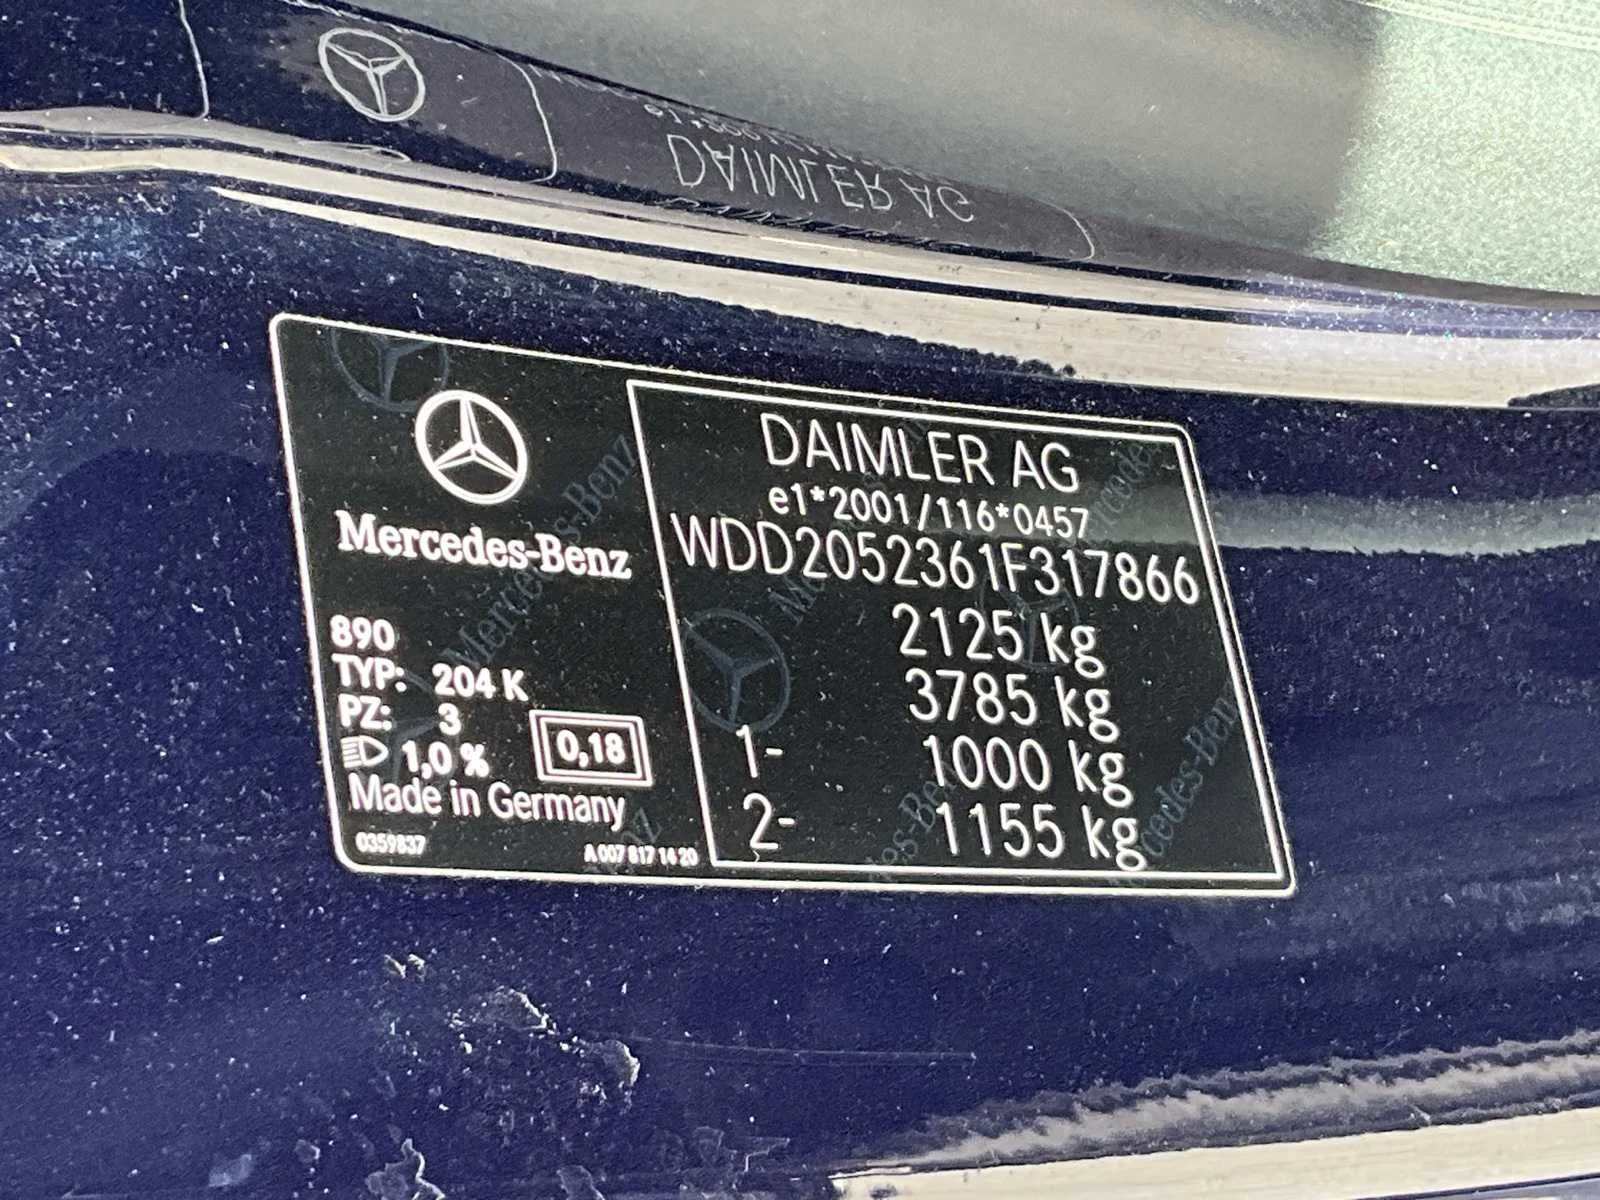 DAIMLER AG
Mercedes-Benz
890
TYP: 204 K
PZ: 3
1,0 %
0,18
Made in Germany
0359837
A 007 817 14 20
DAIMLER AG
e1*2001/116*0457
WDD2052361F317866
2125 kg
3785 kg
1- 1000 kg
2- 1155 kg